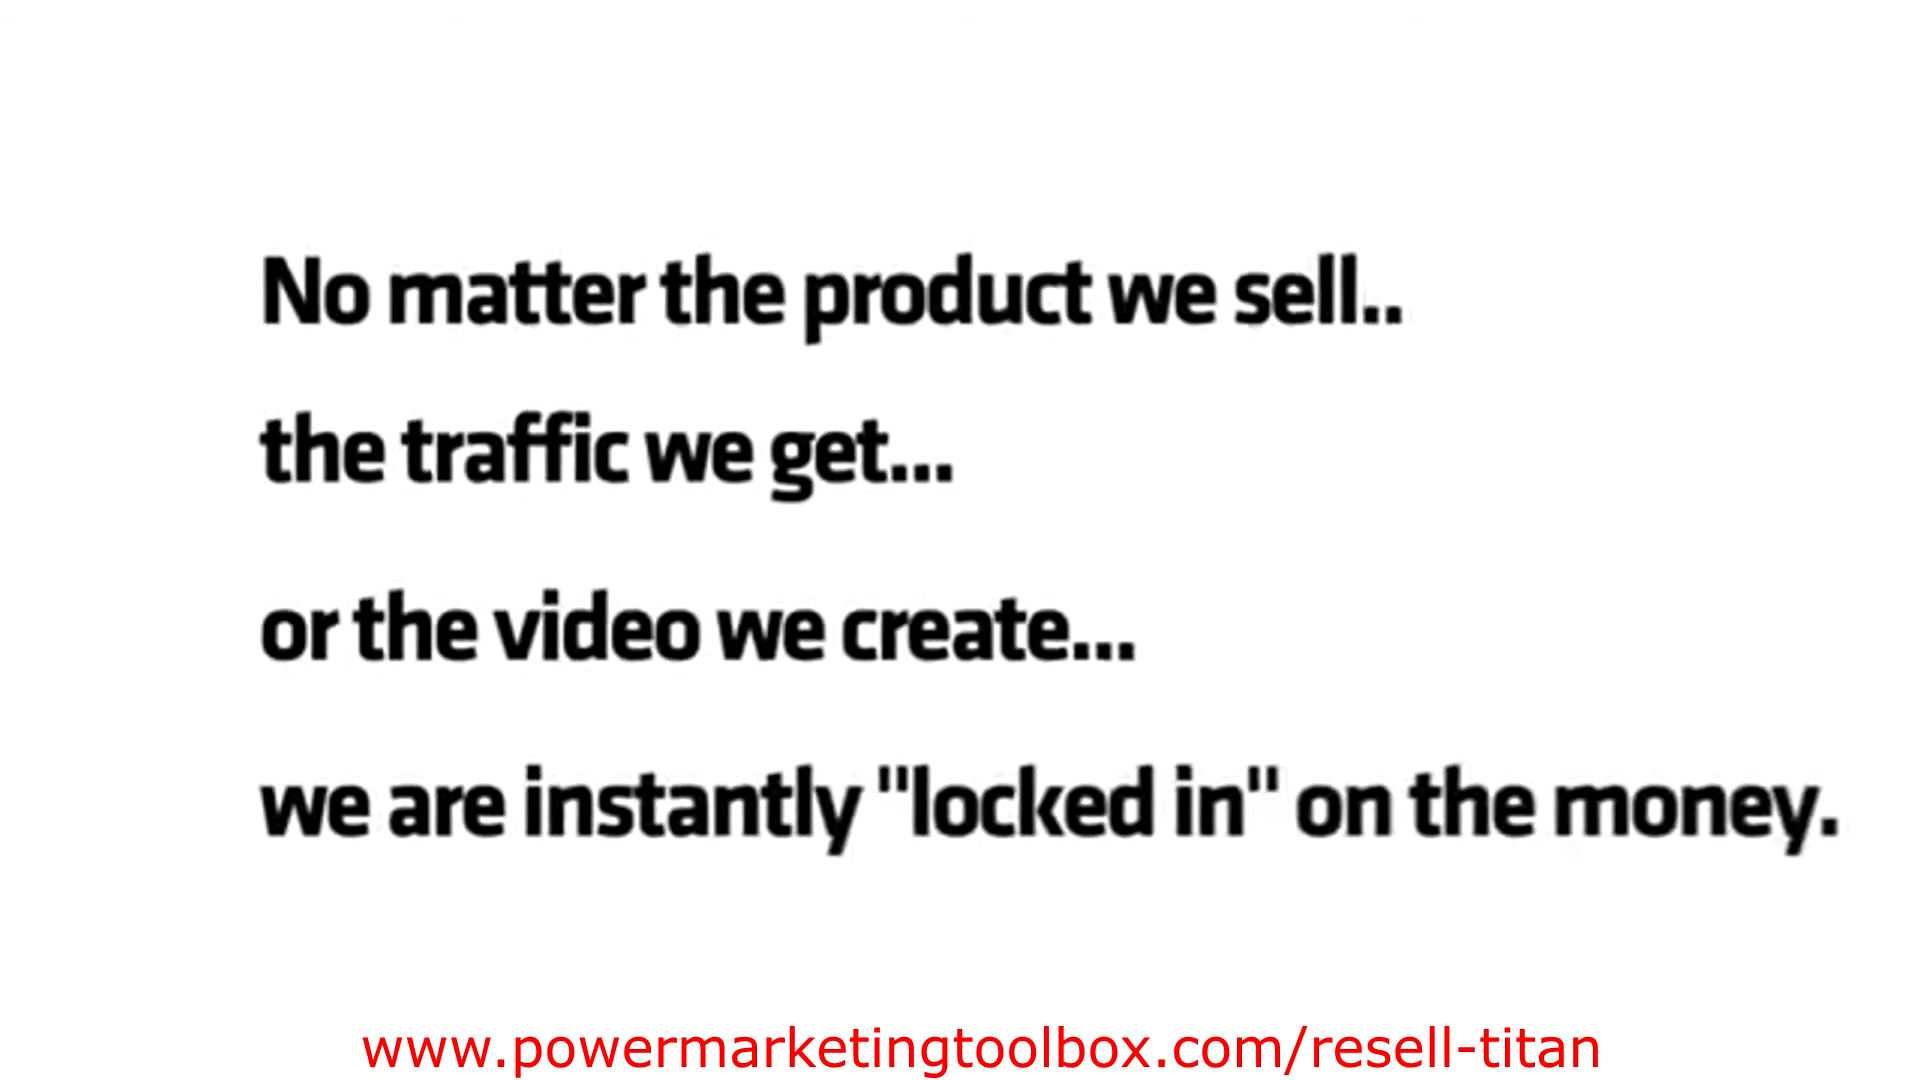 No matter the product we sell..
the traffic we get...
or the video we create...
we are instantly "locked in" on the money.
www.powermarketingtoolbox.com/resell-titan